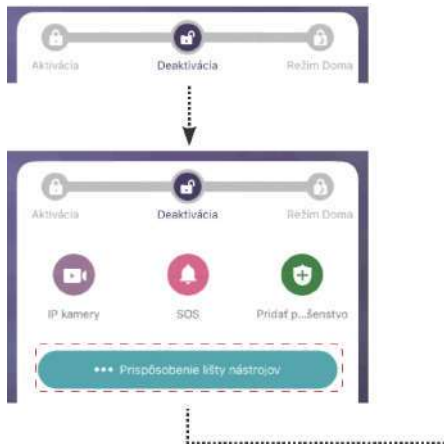 Aktivácia Deaktivácia Režim Doma
Aktivácia Deaktivácia Režim Doma
IP kamery SOS Pridať p...šenstvo
••• Prispôsobenie lišty nástrojov